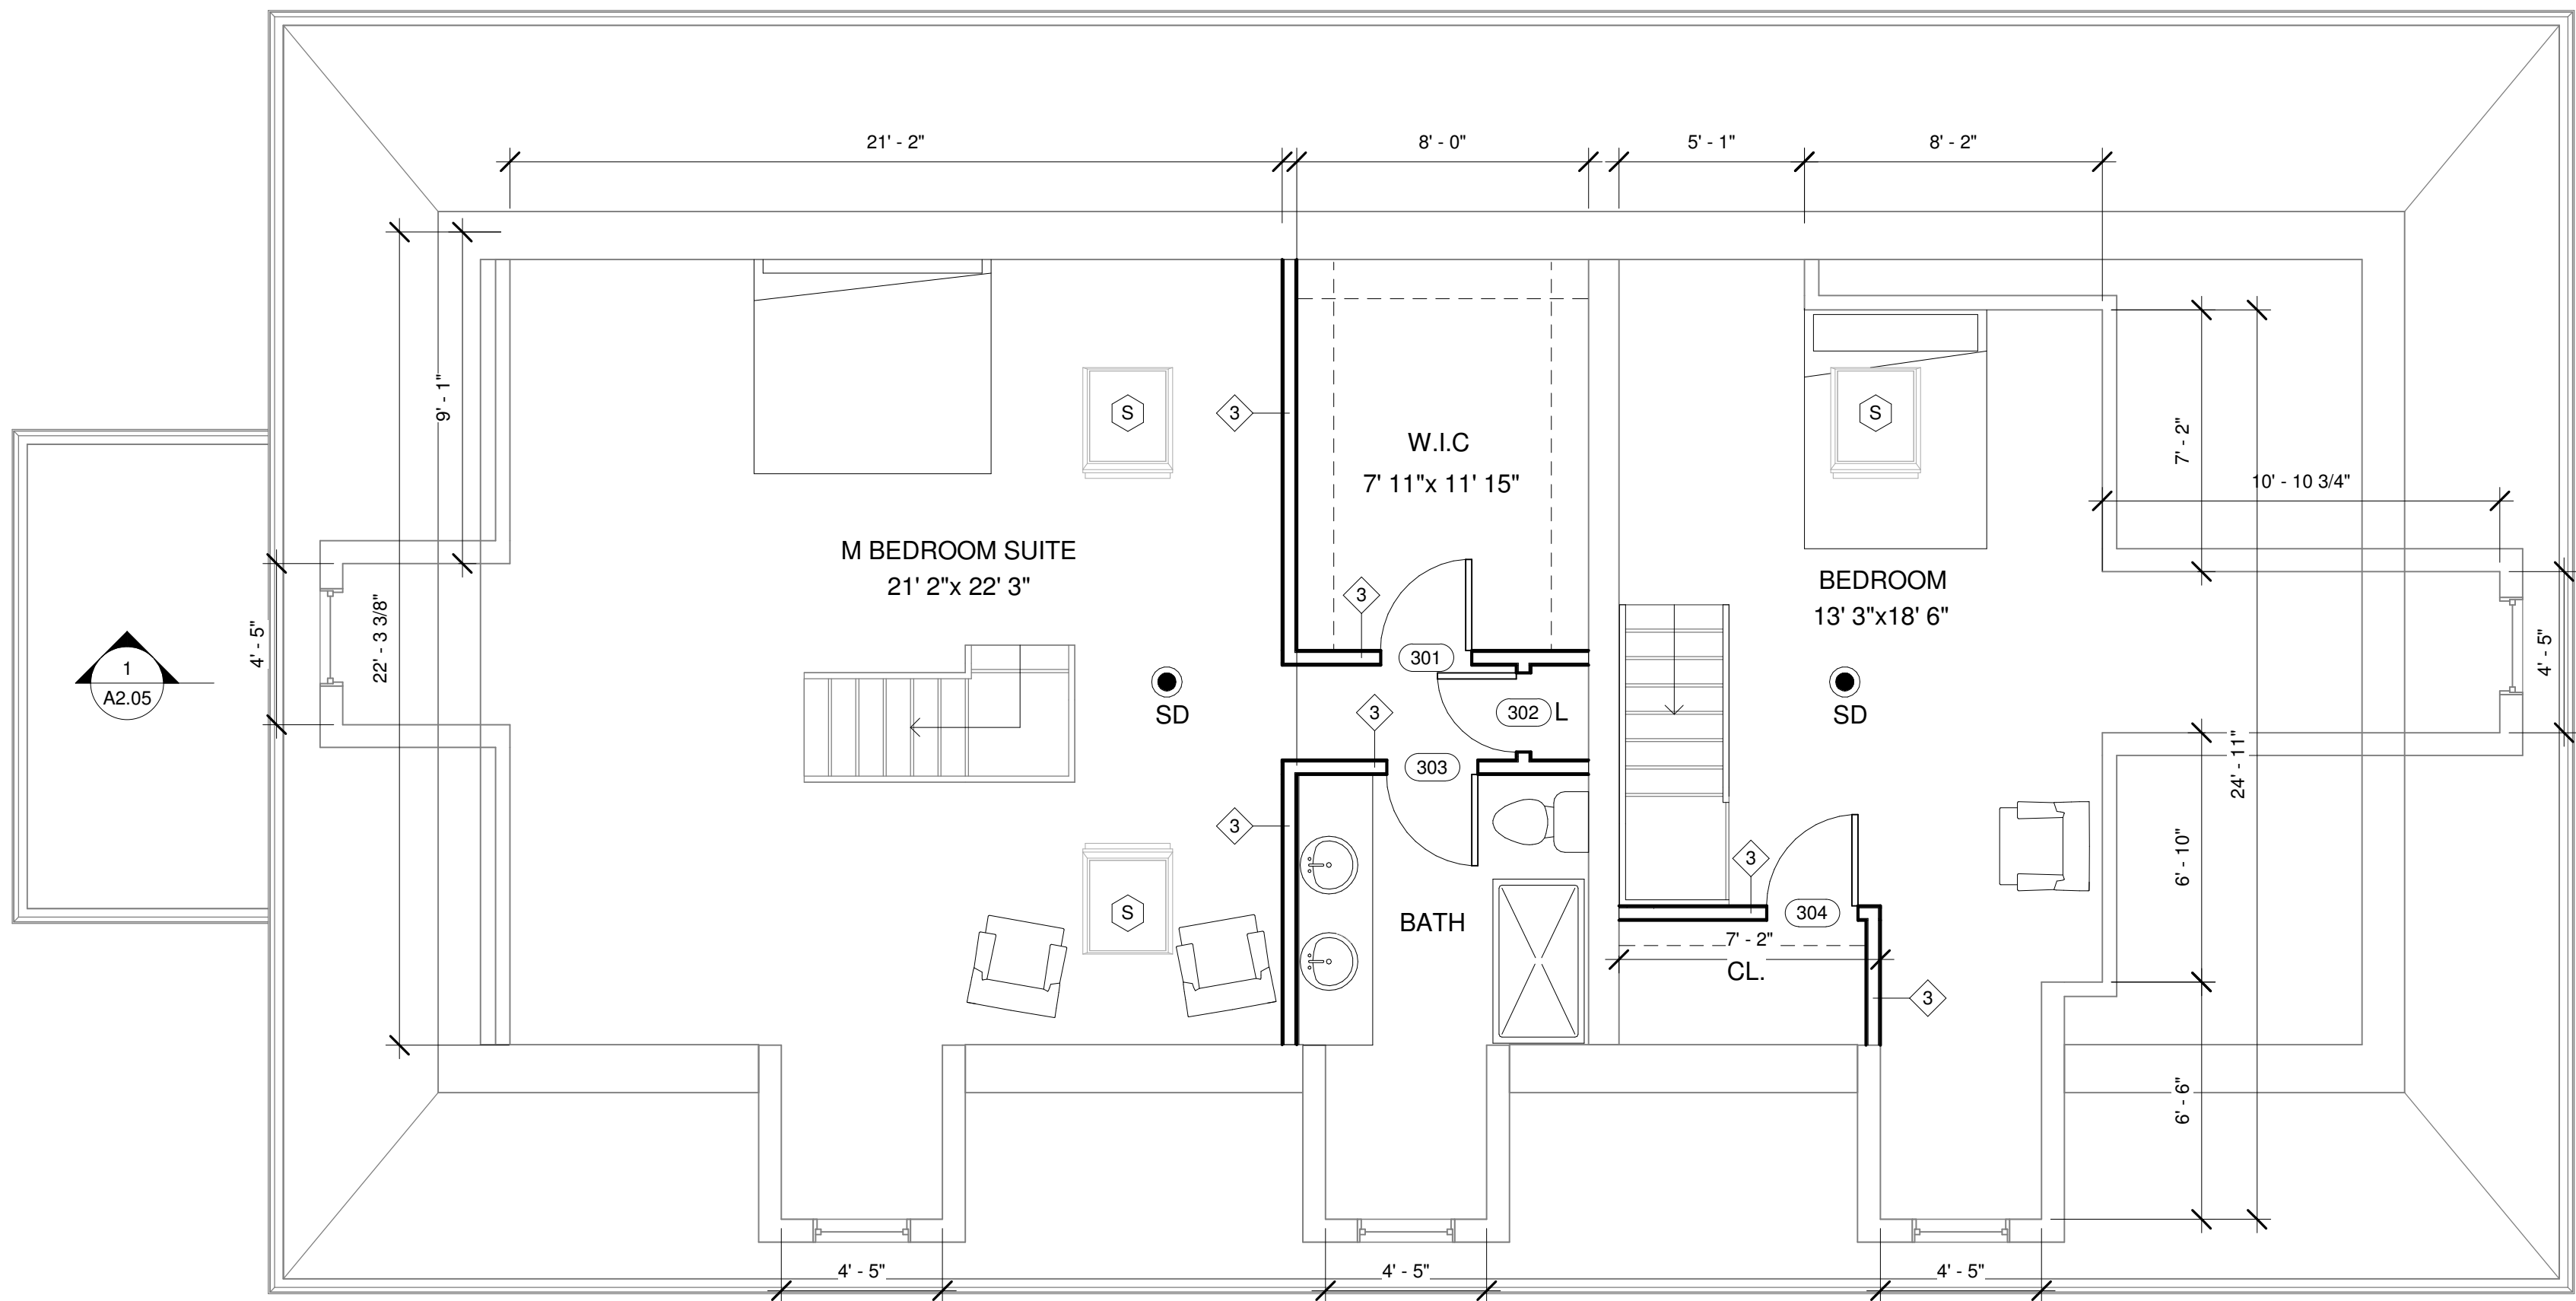 21' - 2"
8' - 0"
5' - 1"
8' - 2"
9' - 1"
S
3
S
W.I.C
7' 11"x 11' 15"
7' - 2"
10' - 10 3/4"
M BEDROOM SUITE
21' 2"x 22' 3"
BEDROOM
13' 3"x18' 6"
3
4' - 5"
22' - 3 3/8"
301
4' - 5"
1
A2.05
SD
3
302 L
SD
303
24' - 11"
3
3
6' - 10"
S
BATH
304
7' - 2"
CL.
3
6' - 6"
4' - 5"
4' - 5"
4' - 5"